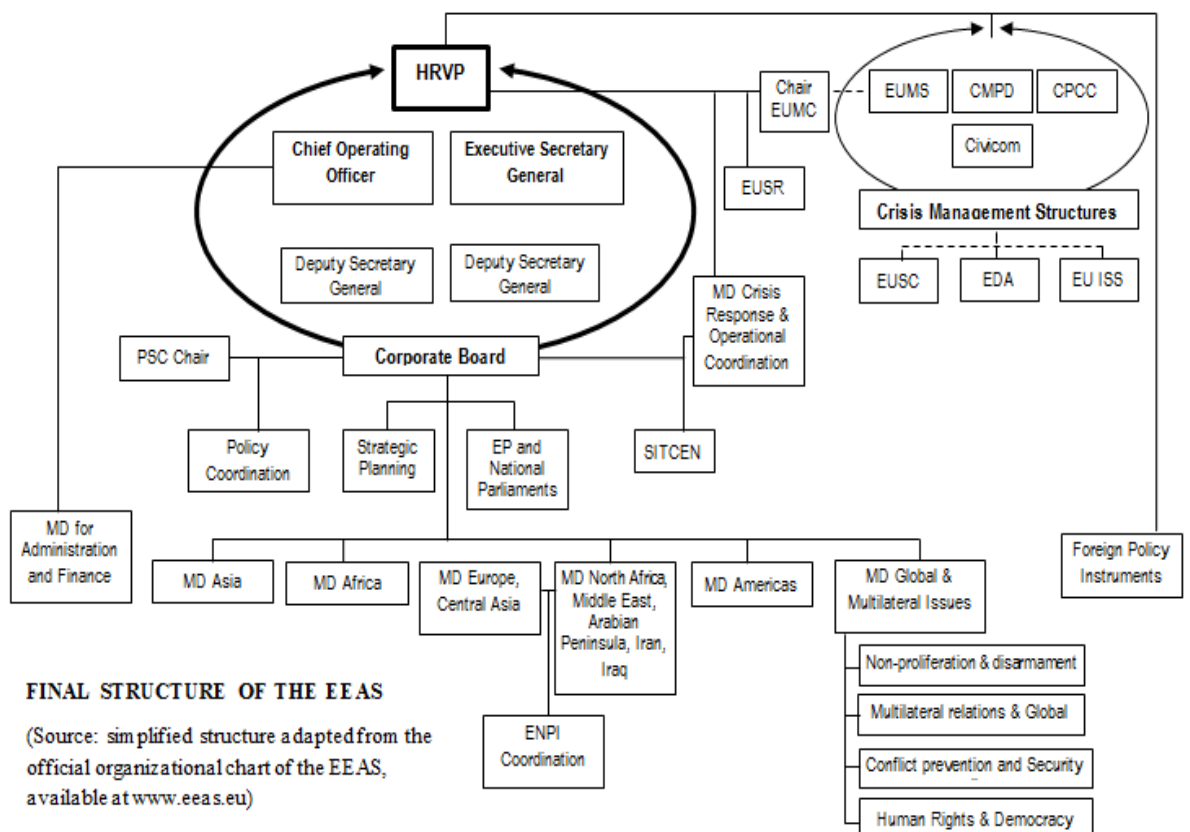 HRVP
Chair
EUMC
EUMS
CMPD
CPCC
Civicom
Chief Operating
Officer
Executive Secretary
General
EUSR
Crisis Management Structures
Deputy Secretary
General
Deputy Secretary
General
EUSC
EDA
EU ISS
MD Crisis
Response &
Operational
Coordination
PSC Chair
Corporate Board
Policy
Coordination
Strategic
Planning
EP and
National
Parliaments
SITCEN
MD for
Administration
and Finance
Foreign Policy
Instruments
MD Asia
MD Africa
MD Europe,
Central Asia
MD North Africa,
Middle East,
Arabian
Peninsula, Iran,
Iraq
MD Americas
MD Global &
Multilateral Issues
Non-proliferation & disarmament
Multilateral relations & Global
Conflict prevention and Security
Human Rights & Democracy
ENPI
Coordination
FINAL STRUCTURE OF THE EEAS
(Source: simplified structure adapted from the
official organizational chart of the EEAS,
available at www.eeas.eu)